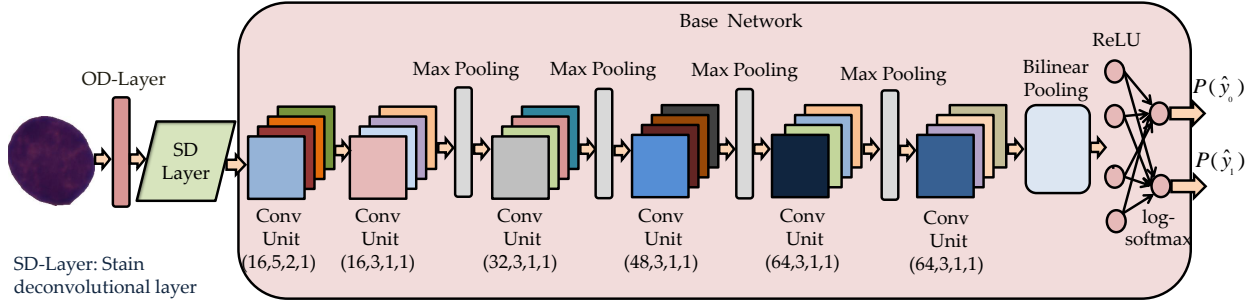 Base Network
OD-Layer
SD
Layer
Max Pooling
Max Pooling
Max Pooling
Max Pooling
Bilinear
Pooling
ReLU
P(ŷ₀)
P(ŷ₁)
Conv
Unit
(16,5,2,1)
Conv
Unit
(16,3,1,1)
Conv
Unit
(32,3,1,1)
Conv
Unit
(48,3,1,1)
Conv
Unit
(64,3,1,1)
Conv
Unit
(64,3,1,1)
log-
softmax
SD-Layer: Stain
deconvolutional layer